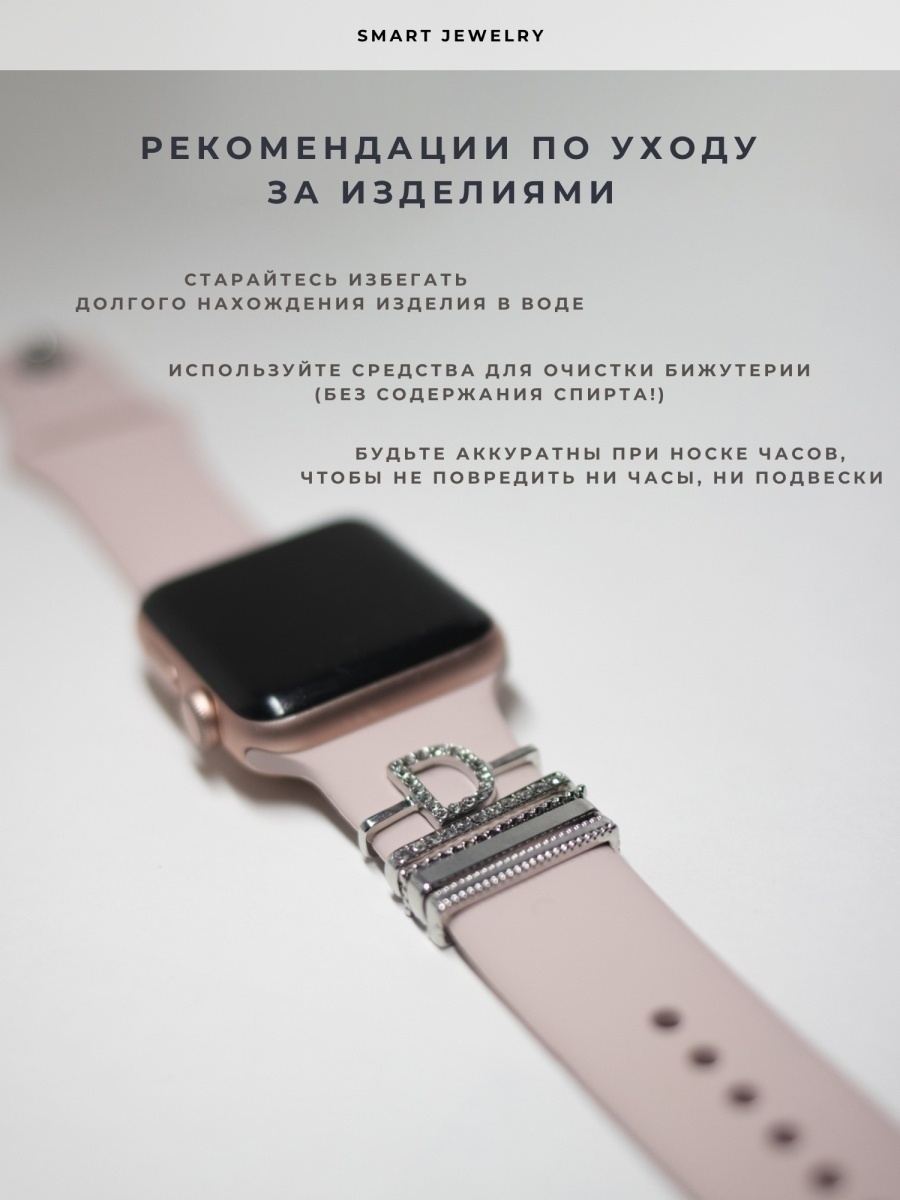 SMART JEWELRY
РЕКОМЕНДАЦИИ ПО УХОДУ
ЗА ИЗДЕЛИЯМИ
СТАРАЙТЕСЬ ИЗБЕГАТЬ
ДОЛГОГО НАХОЖДЕНИЯ ИЗДЕЛИЯ В ВОДЕ
ИСПОЛЬЗУЙТЕ СРЕДСТВА ДЛЯ ОЧИСТКИ БИЖУТЕРИИ
(БЕЗ СОДЕРЖАНИЯ СПИРТА!)
БУДЬТЕ АККУРАТНЫ ПРИ НОСКЕ ЧАСОВ,
ЧТОБЫ НЕ ПОВРЕДИТЬ НИ ЧАСЫ, НИ ПОДВЕСКИ
D